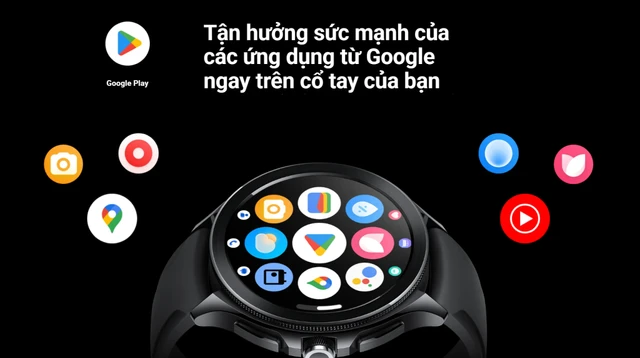 Tận hưởng sức mạnh của
các ứng dụng từ Google
ngay trên cổ tay của bạn
Google Play